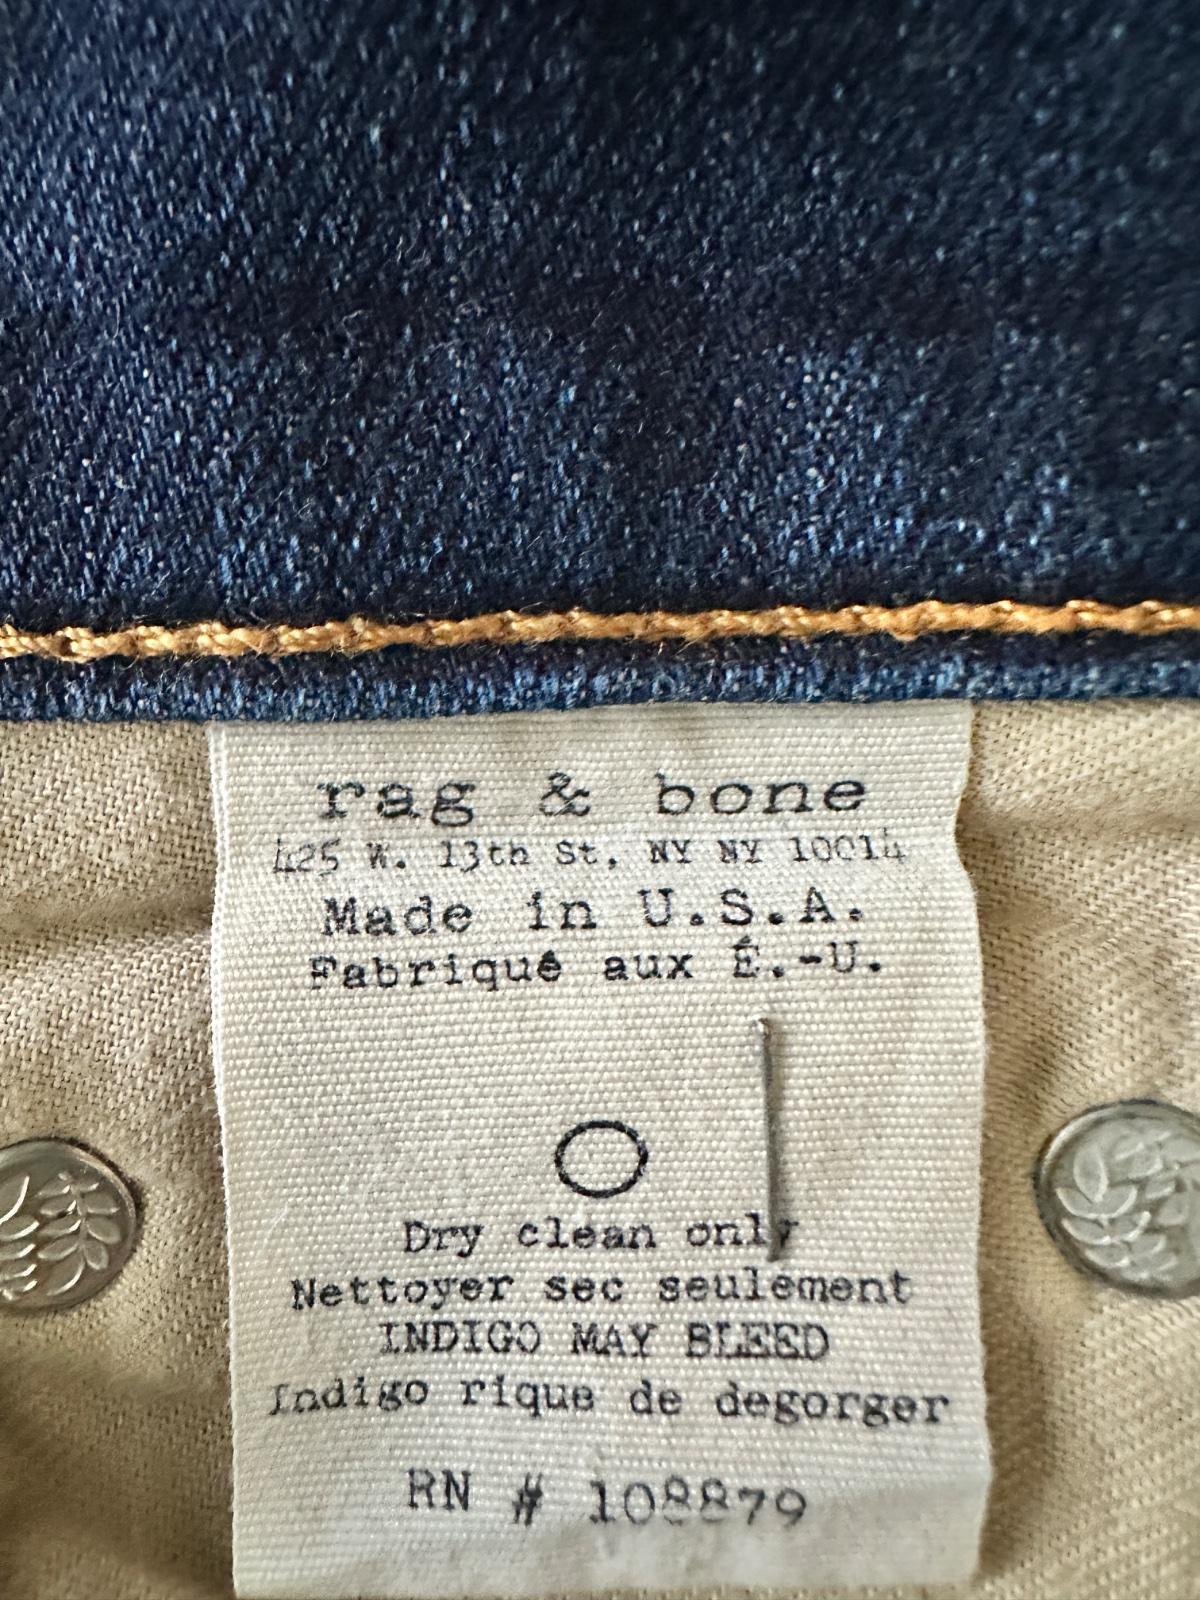 rag & bone
425 W. 13th St, NY NY 10014
Made in U.S.A.
Fabriqué aux É.-U.
Dry clean only
Nettoyer sec seulement
INDIGO MAY BLEED
Indigo rique de degorger
RN # 108879